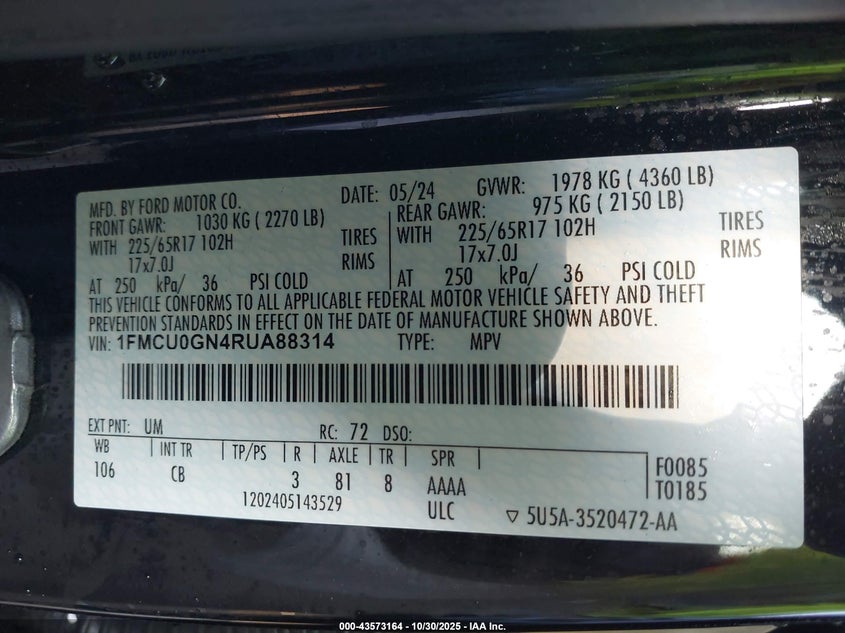 MFD. BY FORD MOTOR CO. DATE: 05/24 GVWR: 1978 KG ( 4360 LB)
FRONT GAWR: 1030 KG ( 2270 LB) REAR GAWR: 975 KG ( 2150 LB)
WITH 225/65R17 102H TIRES WITH 225/65R17 102H TIRES
17x7.0J RIMS 17x7.0J RIMS
AT 250 kPa/ 36 PSI COLD AT 250 kPa/ 36 PSI COLD
THIS VEHICLE CONFORMS TO ALL APPLICABLE FEDERAL MOTOR VEHICLE SAFETY AND THEFT
PREVENTION STANDARDS IN EFFECT ON THE DATE OF MANUFACTURE SHOWN ABOVE.
VIN: 1FMCU0GN4RUA88314 TYPE: MPV
EXT PNT: UM RC: 72 DSO:
WB INT TR TP/PS R AXLE TR SPR F0085
106 CB 3 81 8 AAAA T0185
1202405143529 ULC ▽ 5U5A-3520472-AA
000-43573164 - 10/30/2025 - IAA Inc.